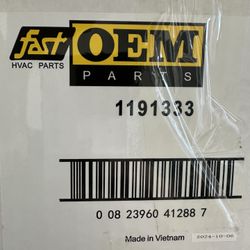 fast OEM
HVAC PARTS PARTS
1191333
0 08 23960 41288 7
Made in Vietnam 2024-10-06